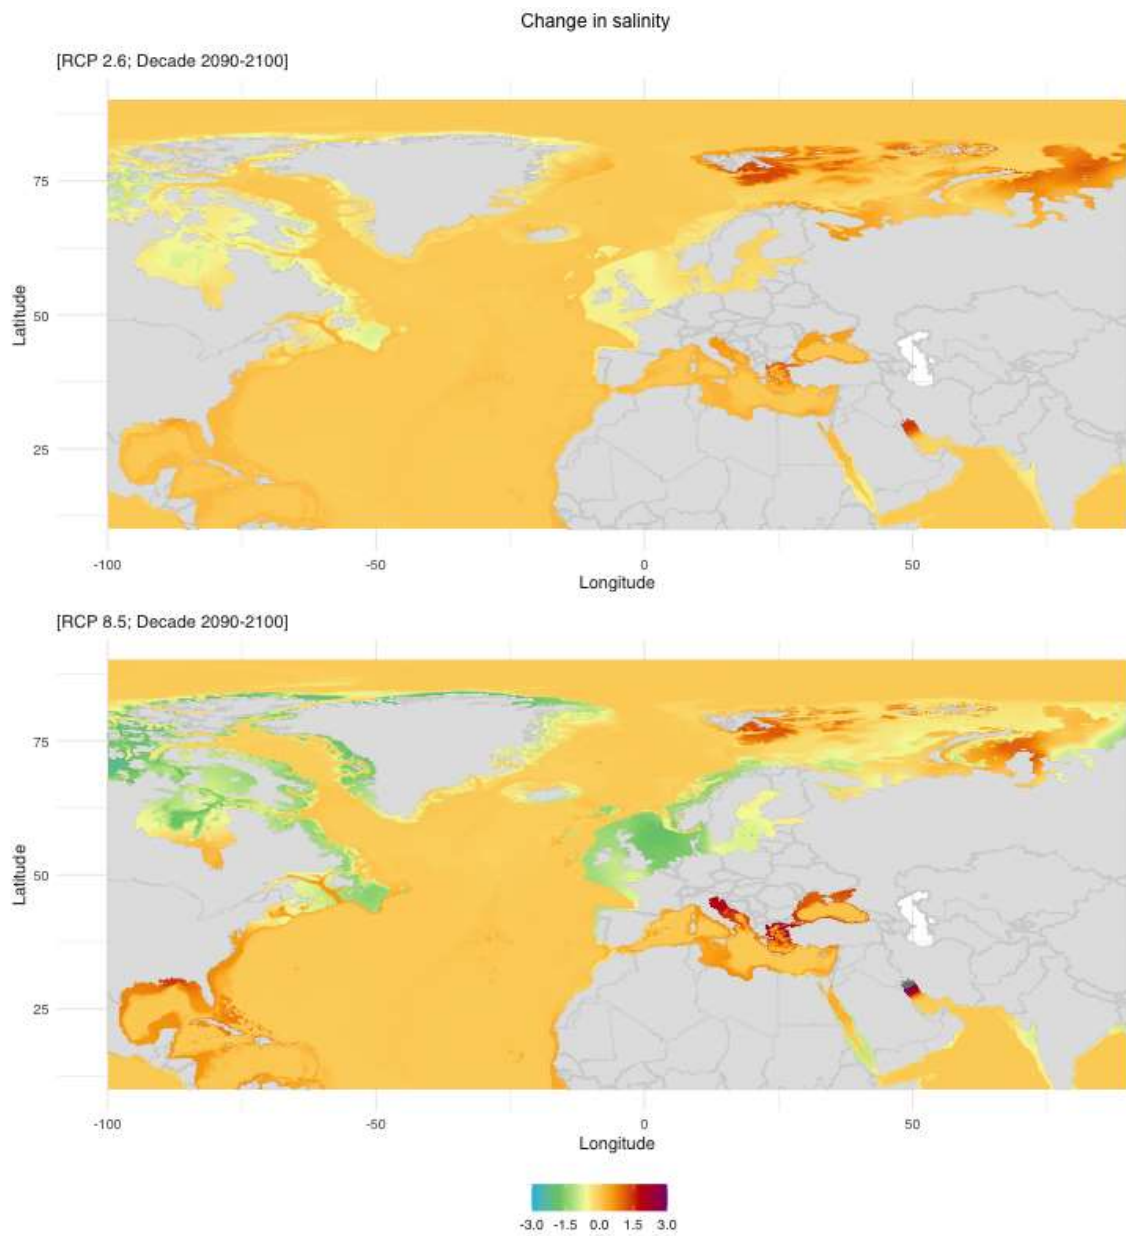 Change in salinity
[RCP 2.6; Decade 2090-2100]
75
50
25
Latitude
-100 -50 0 50
Longitude
[RCP 8.5; Decade 2090-2100]
75
50
25
Latitude
-100 -50 0 50
Longitude
-3.0 -1.5 0.0 1.5 3.0